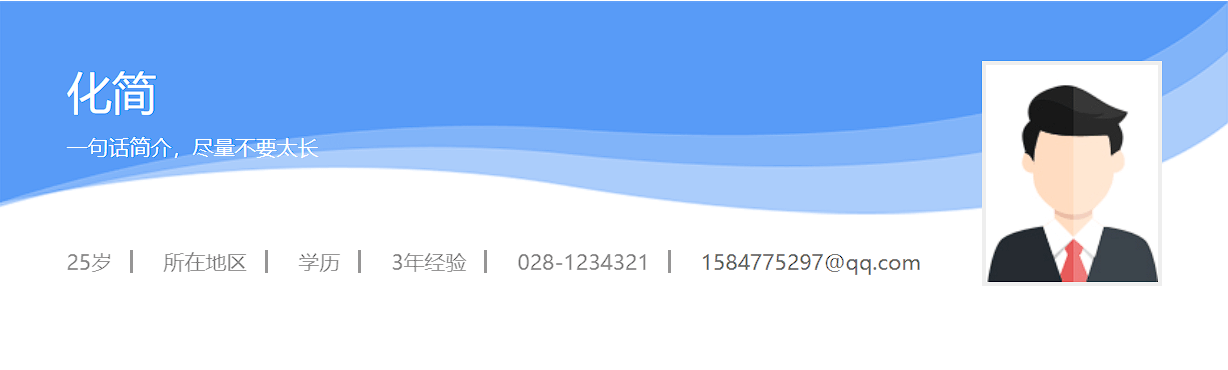 化简
一句话简介，尽量不要太长
25岁 | 所在地区 | 学历 | 3年经验 | 028-1234321 | 1584775297@qq.com